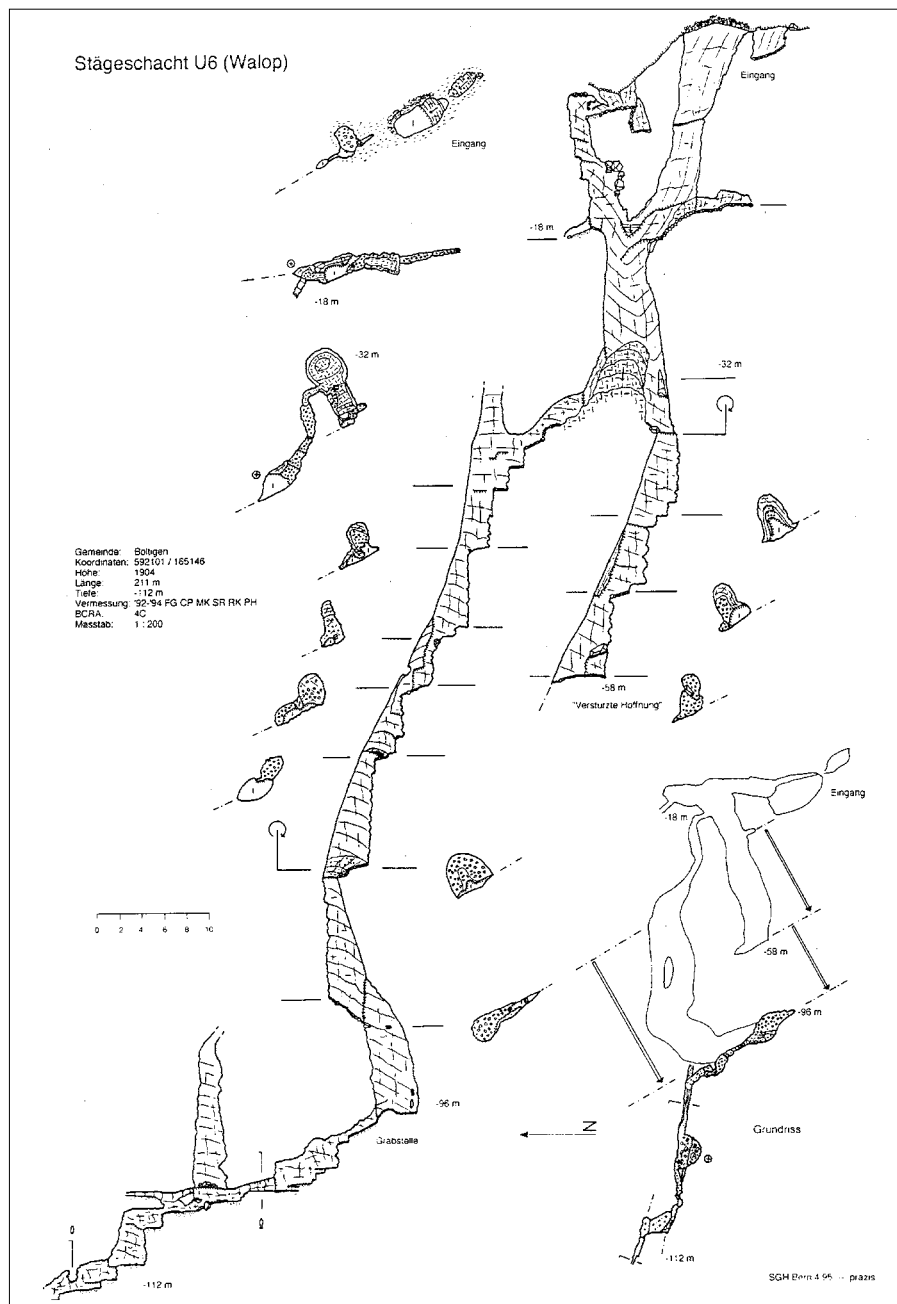 Stägeschacht U6 (Walop)
Eingang
Eingang
-18 m
-18 m
-32 m
-32 m
Gemeinde: Boltigen
Koordinaten: 592101 / 165146
Höhe: 1904
Länge: 211 m
Tiefe: -112 m
Vermessung: '92-'94 FG CP MK SR RK PH
BCRA: 4C
Masstab: 1 : 200
-58 m
"Verstürzte Hoffnung"
Eingang
-18 m
0 2 4 6 8 10
-58 m
-96 m
-96 m
N
Grundriss
Grabstelle
-112 m
-112 m
SGH Bern 4.95 präzis